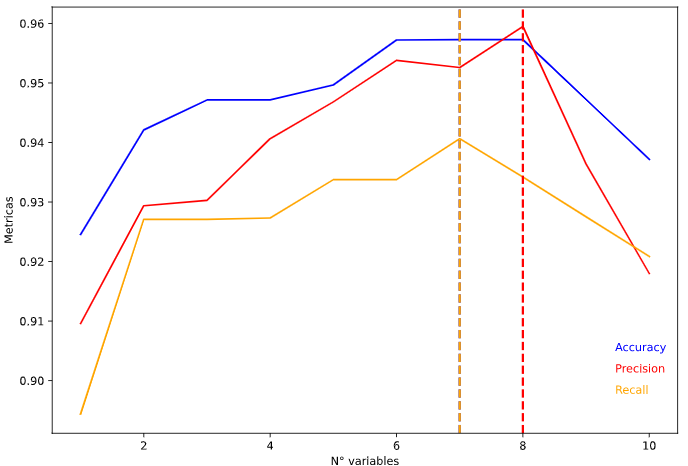 0.96
0.95
0.94
0.93
0.92
0.91
0.90
Metricas
Accuracy
Precision
Recall
2 4 6 8 10
N° variables